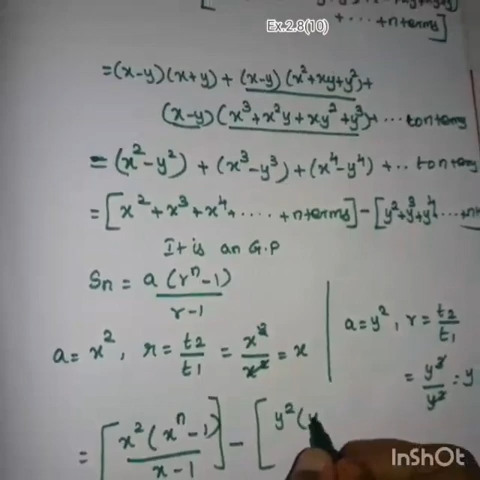 Ex.2.8(10)
+ ... + n terms]
= (x-y)(x+y) + (x-y)(x²+xy+y²)+
(x-y)(x³+x²y+xy²+y³)+ ... to n terms
= (x²-y²) + (x³-y³) + (x⁴-y⁴) + .. to n terms
= [x²+x³+x⁴+ ..... + n terms] - [y²+y³+y⁴ ... +n
It is an G.P
Sn = a(rⁿ-1)/r-1
a = x², r = t2/t1 = x³/x² = x
a = y², r = t2/t1
= y³/y² = y
= [x²(xⁿ-1)/x-1] - [y²(y
InShOt